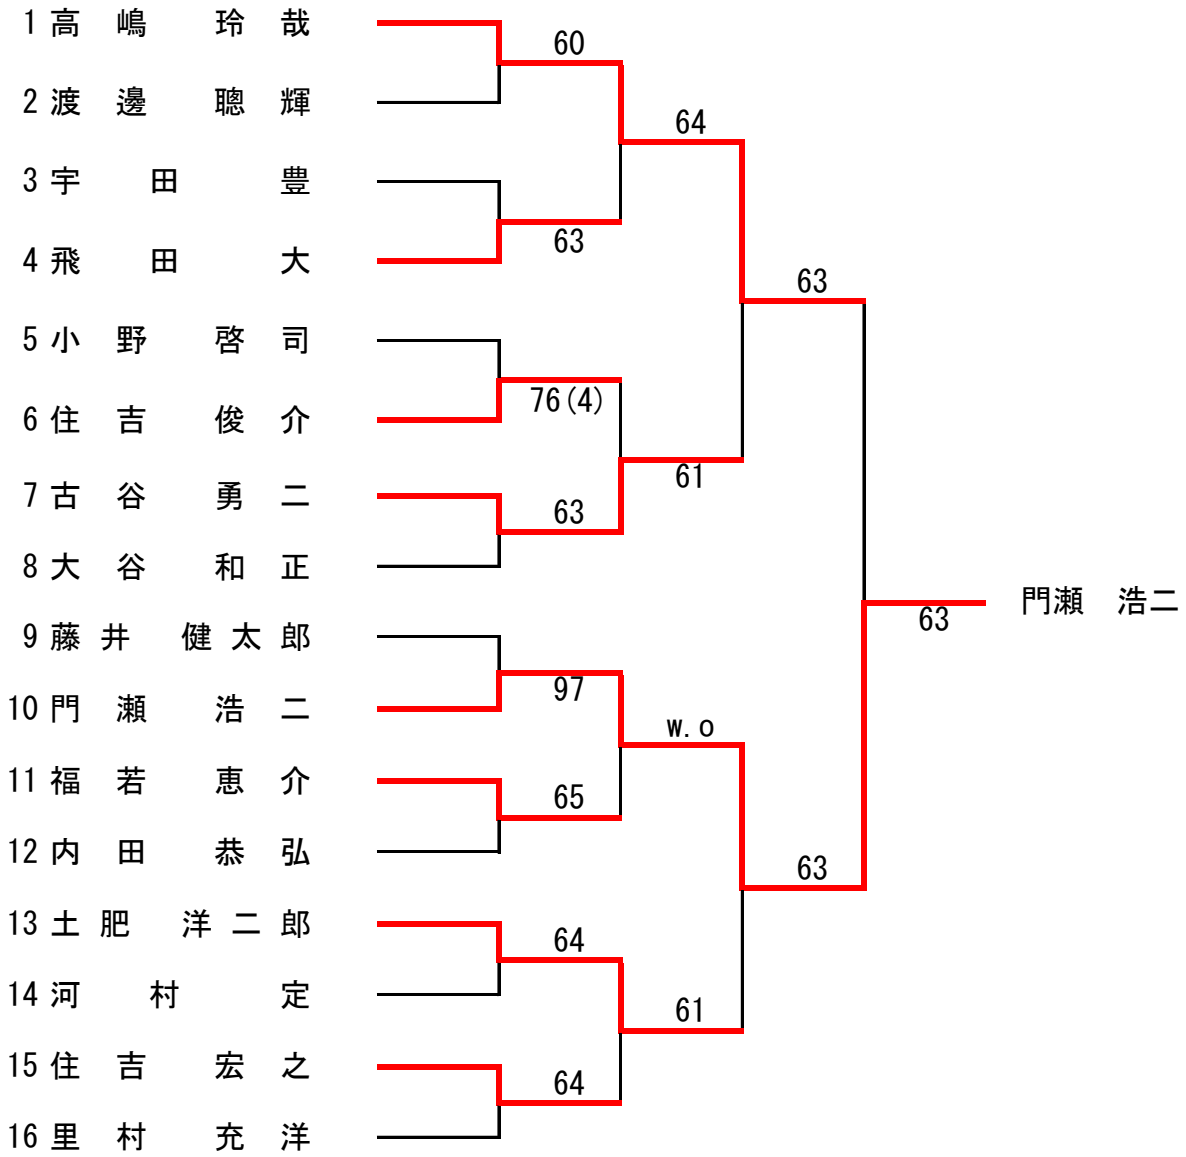 1 高嶋 玲哉
60
2 渡邊 聰輝
64
3 宇田 豊
63
4 飛田 大
63
5 小野 啓司
76(4)
6 住吉 俊介
61
7 古谷 勇二
63
8 大谷 和正
門瀬 浩二
63
9 藤井 健太郎
97
10 門瀬 浩二
w.o
11 福若 恵介
65
12 内田 恭弘
63
13 土肥 洋二郎
64
14 河村 定
61
15 住吉 宏之
64
16 里村 充洋